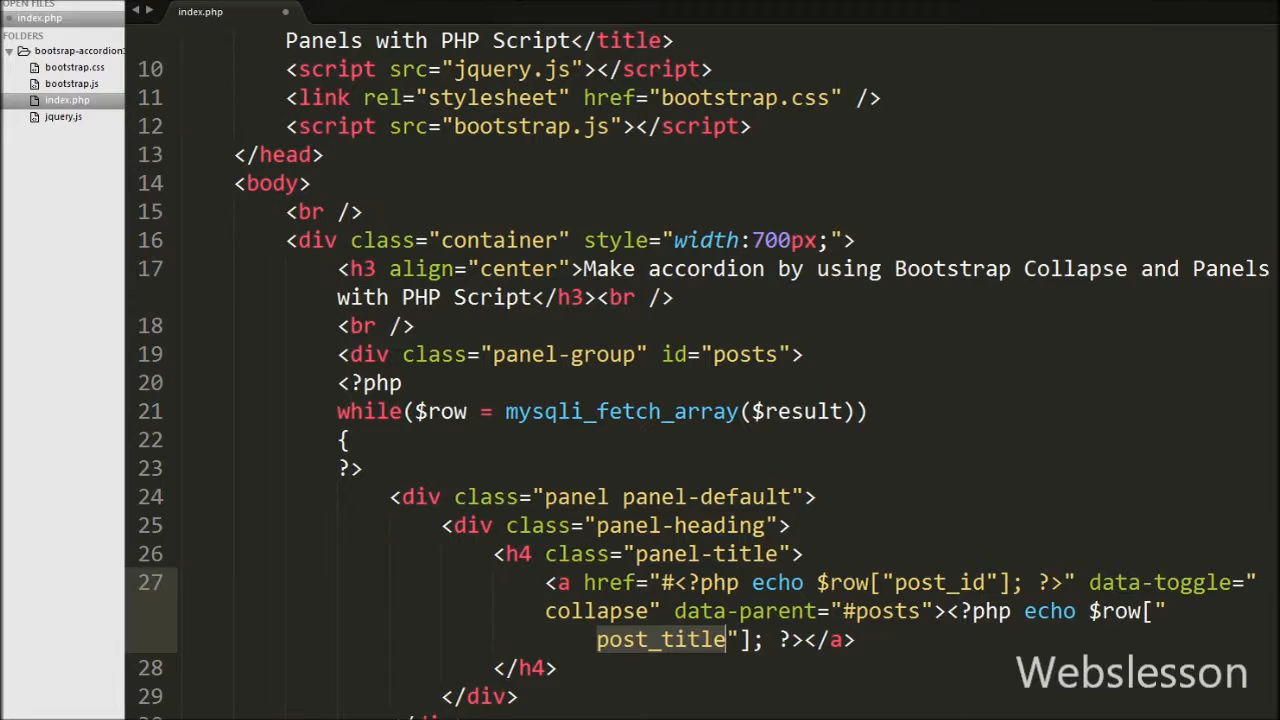 OPEN FILES
index.php
FOLDERS
bootsrap-accordion
bootstrap.css
bootstrap.js
index.php
jquery.js
index.php
Panels with PHP Script</title>
10 <script src="jquery.js"></script>
11 <link rel="stylesheet" href="bootstrap.css" />
12 <script src="bootstrap.js"></script>
13 </head>
14 <body>
15 <br />
16 <div class="container" style="width:700px;">
17 <h3 align="center">Make accordion by using Bootstrap Collapse and Panels
with PHP Script</h3><br />
18 <br />
19 <div class="panel-group" id="posts">
20 <?php
21 while($row = mysqli_fetch_array($result))
22 {
23 ?>
24 <div class="panel panel-default">
25 <div class="panel-heading">
26 <h4 class="panel-title">
27 <a href="#<?php echo $row["post_id"]; ?>" data-toggle="
collapse" data-parent="#posts"><?php echo $row["
post_title"]; ?></a>
28 </h4>
29 </div>
Webslesson